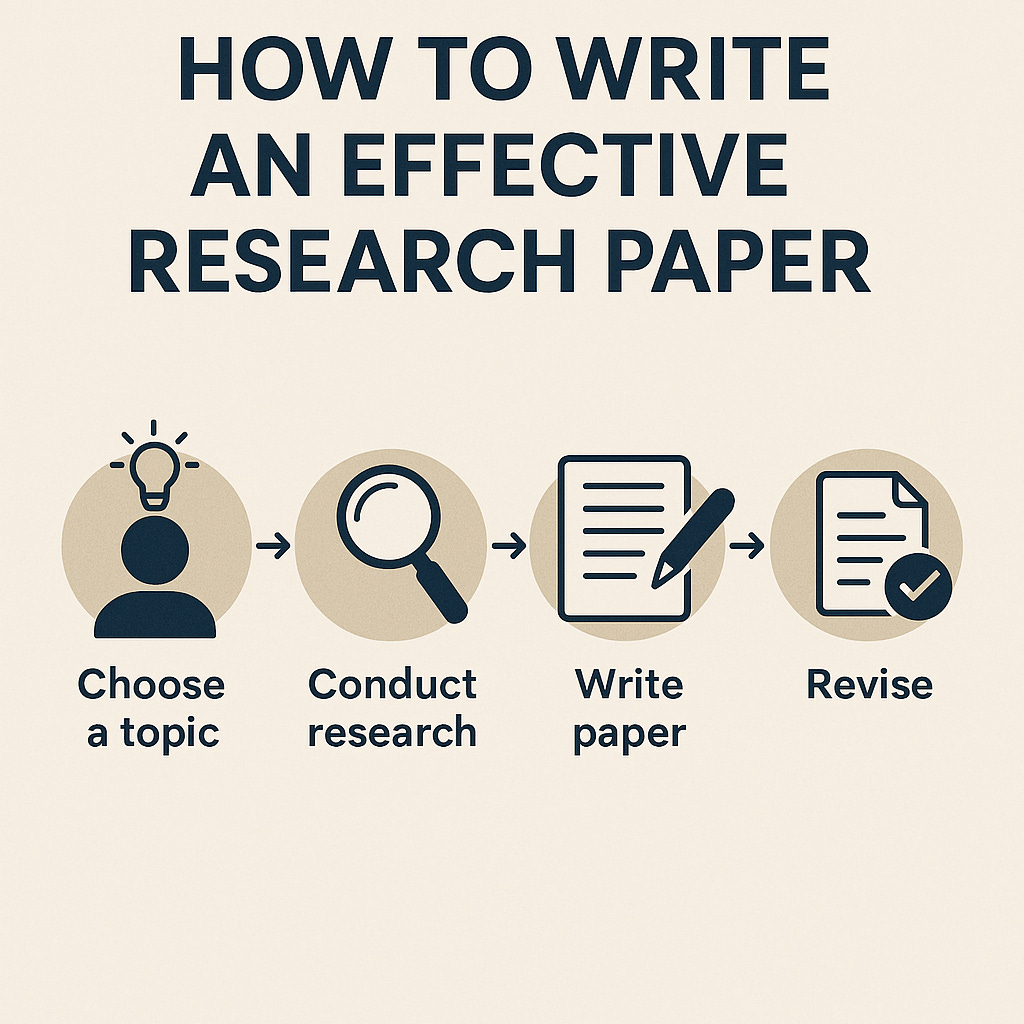 HOW TO WRITE
AN EFFECTIVE
RESEARCH PAPER
Choose
a topic
Conduct
research
Write
paper
Revise